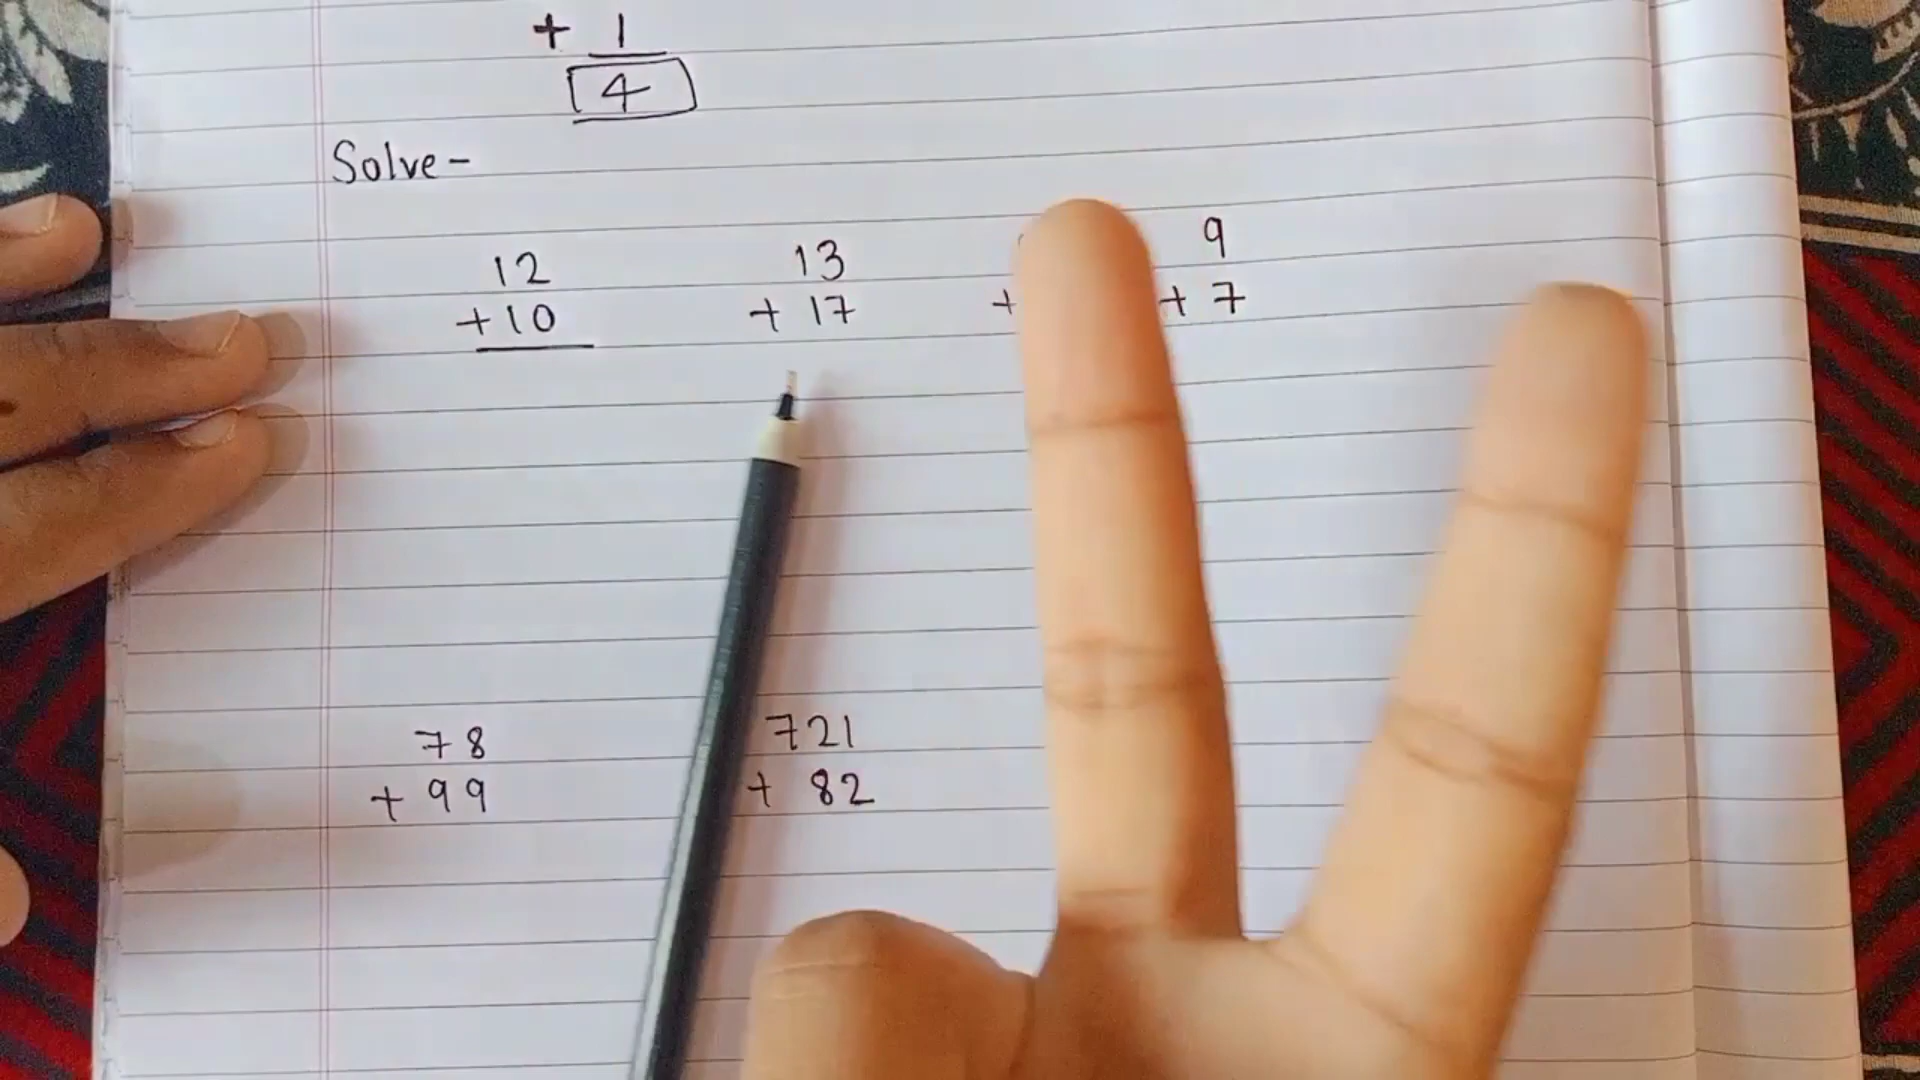 + 1
4
Solve-
12 13 9
+10 + 17 + + 7
78 721
+ 99 + 82